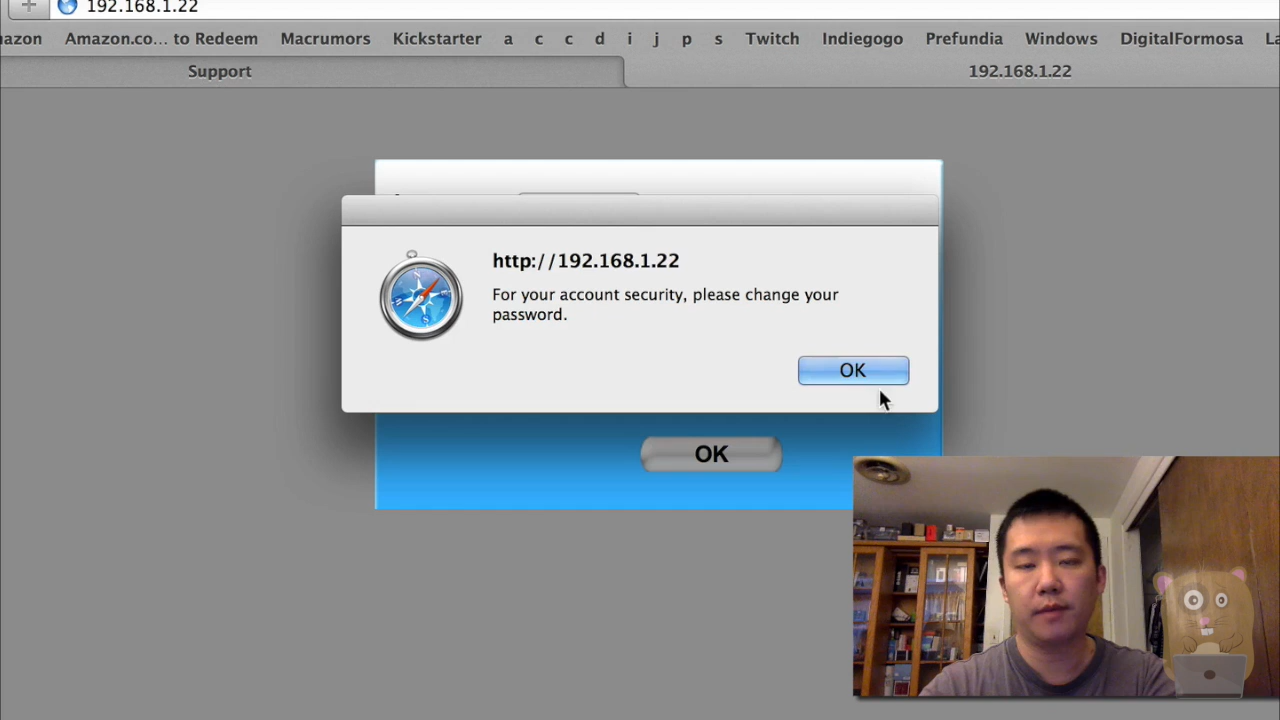 192.168.1.22
azon Amazon.co... to Redeem Macrumors Kickstarter a c c d i j p s Twitch Indiegogo Prefundia Windows DigitalFormosa La
Support 192.168.1.22
http://192.168.1.22
For your account security, please change your
password.
OK
OK